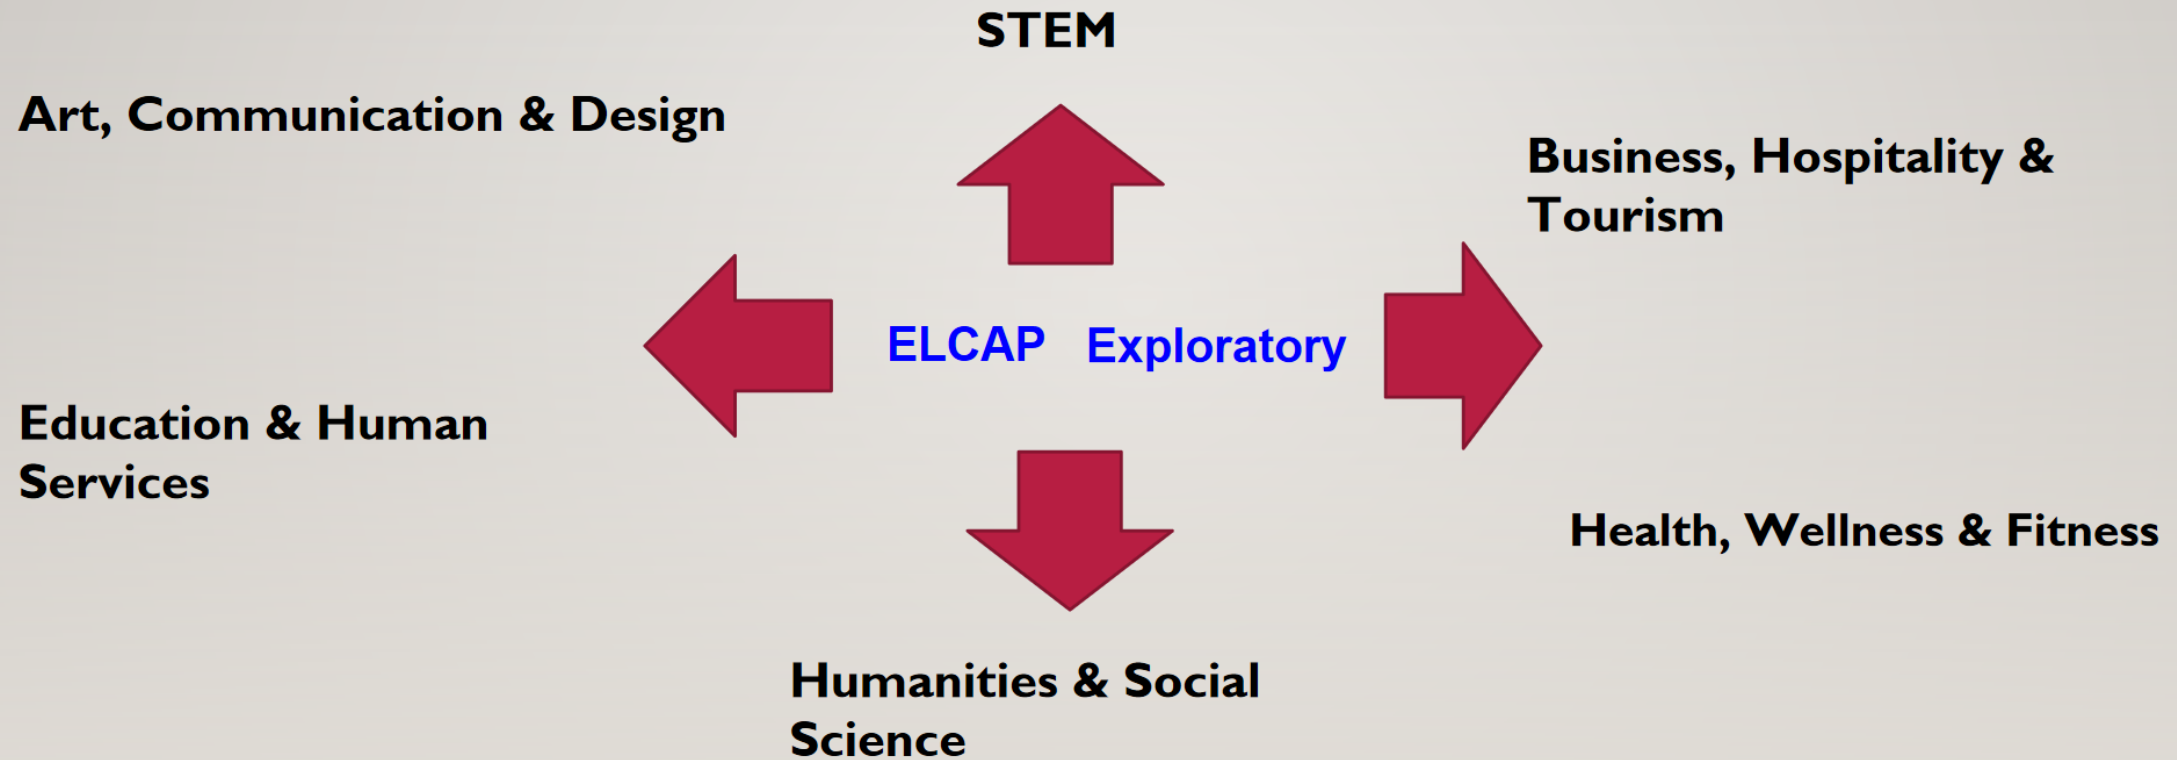 STEM
Art, Communication & Design
Business, Hospitality &
Tourism
ELCAP Exploratory
Education & Human
Services
Health, Wellness & Fitness
Humanities & Social
Science